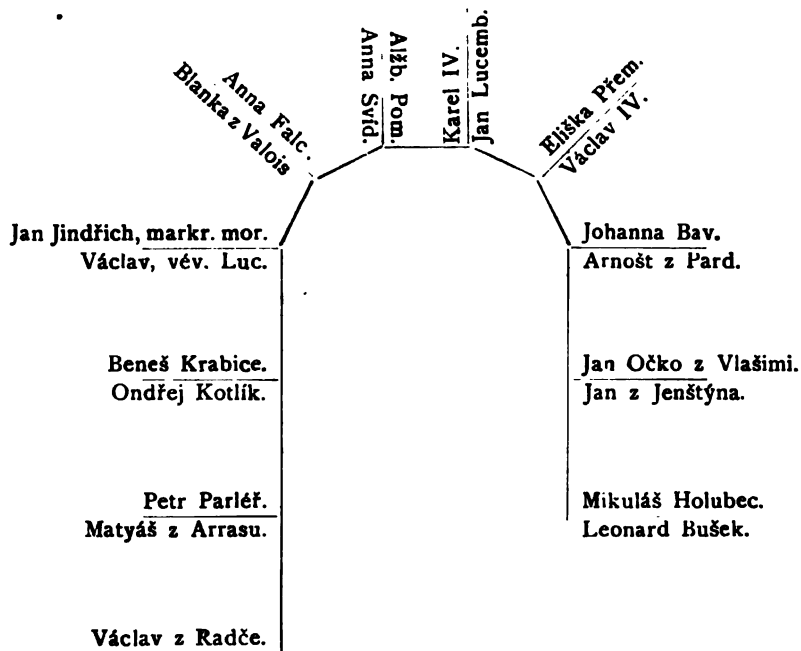 Anna Falc.
Blanka z Valois
Anna Svid.
Alžb. Pom.
Karel IV.
Jan Lucemb.
Eliška Přem.
Václav IV.
Jan Jindřich, markr. mor.
Václav, vév. Luc.
Johanna Bav.
Arnošt z Pard.
Beneš Krabice.
Ondřej Kotlík.
Jan Očko z Vlašimi.
Jan z Jenštýna.
Petr Parléř.
Matyáš z Arrasu.
Mikuláš Holubec.
Leonard Bušek.
Václav z Radče.